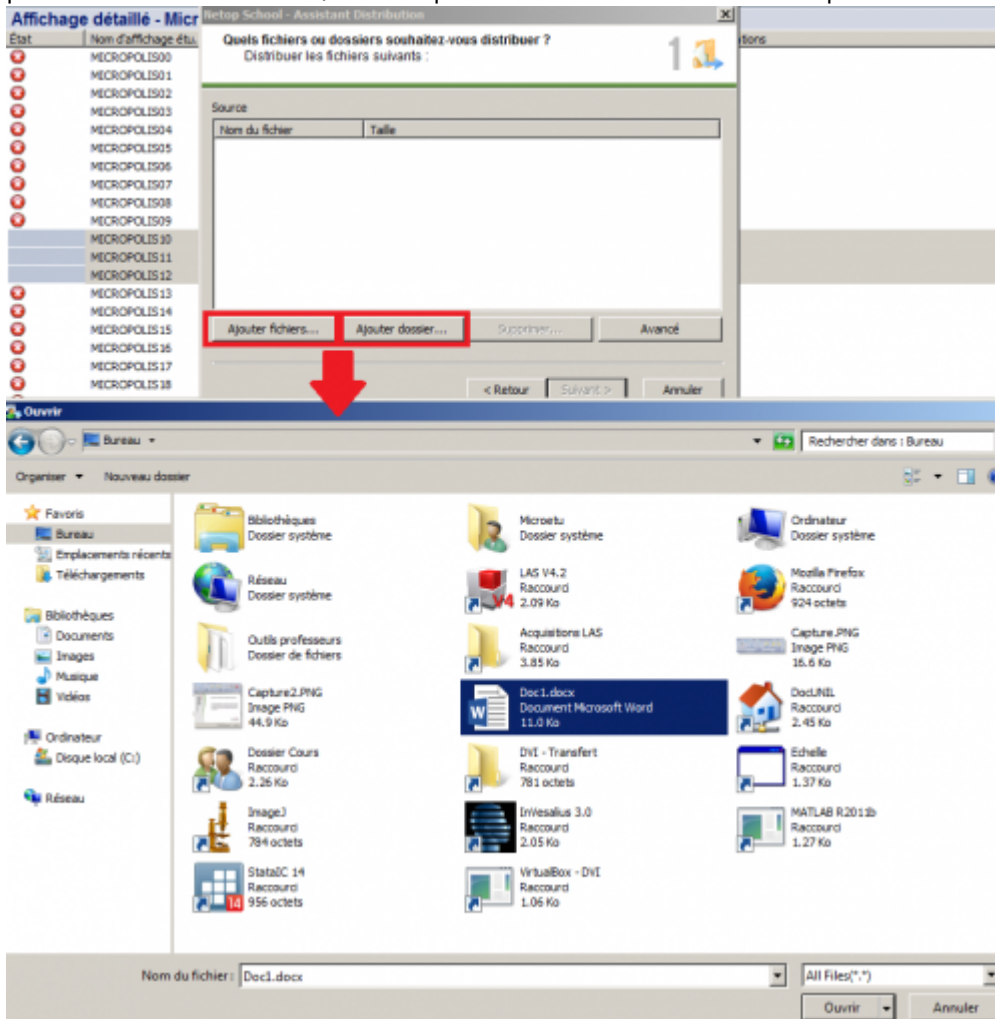 Affichage détaillé - Micr
Netop School - Assistant Distribution
État
Nom d'affichage étu.
tions
Quels fichiers ou dossiers souhaitez-vous distribuer ?
Distribuer les fichiers suivants :
1
Source
Nom du fichier
Taille
MICROPOLIS00
MICROPOLIS01
MICROPOLIS02
MICROPOLIS03
MICROPOLIS04
MICROPOLIS05
MICROPOLIS06
MICROPOLIS07
MICROPOLIS08
MICROPOLIS09
MICROPOLIS10
MICROPOLIS11
MICROPOLIS12
MICROPOLIS13
MICROPOLIS14
MICROPOLIS15
MICROPOLIS16
MICROPOLIS17
MICROPOLIS18
Ajouter fichiers...
Ajouter dossier...
Supprimer...
Avancé
< Retour
Suivant >
Annuler
Ouvrir
Bureau
Rechercher dans : Bureau
Organiser
Nouveau dossier
Favoris
Bureau
Emplacements récents
Téléchargements
Bibliothèques
Documents
Images
Musique
Vidéos
Ordinateur
Disque local (C:)
Réseau
Bibliothèques
Dossier système
Microetu
Dossier système
Ordinateur
Dossier système
Réseau
Dossier système
V4
LAS V4.2
Raccourci
2.09 Ko
Mozilla Firefox
Raccourci
924 octets
Outils professeurs
Dossier de fichiers
Acquisitions LAS
Raccourci
3.85 Ko
Capture.PNG
Image PNG
16.6 Ko
Capture2.PNG
Image PNG
44.9 Ko
Doc1.docx
Document Microsoft Word
11.0 Ko
DocUNIL
Raccourci
2.45 Ko
Dossier Cours
Raccourci
2.26 Ko
DVI - Transfert
Raccourci
781 octets
Echelle
Raccourci
1.37 Ko
ImageJ
Raccourci
784 octets
InVesalius 3.0
Raccourci
2.05 Ko
MATLAB R2011b
Raccourci
1.27 Ko
14
StataIC 14
Raccourci
956 octets
VirtualBox - DVI
Raccourci
1.06 Ko
Nom du fichier :
Doc1.docx
All Files(*.*)
Ouvrir
Annuler